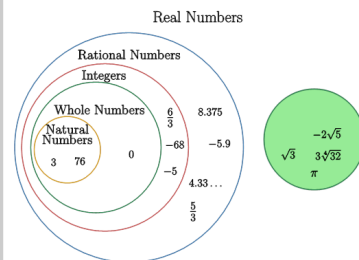 Real Numbers
Rational Numbers
Integers
Whole Numbers
Natural
Numbers
3 76
0
6/3
-68
-5
8.375
-5.9
4.33...
5/3
-2√5
√3 3∜32
π